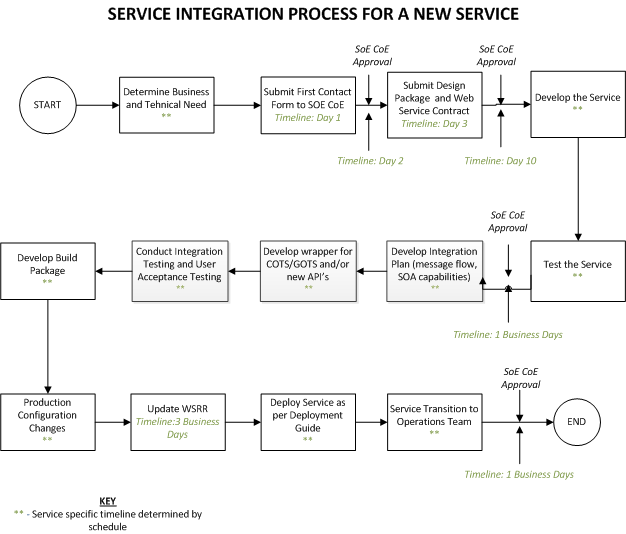 SERVICE INTEGRATION PROCESS FOR A NEW SERVICE
SoE CoE
Approval
SoE CoE
Approval
START
Determine Business
and Tehnical Need
**
Submit First Contact
Form to SOE CoE
Timeline: Day 1
Submit Design
Package and Web
Service Contract
Timeline: Day 3
Develop the Service
**
Timeline: Day 2
Timeline: Day 10
SoE CoE
Approval
Develop Build
Package
**
Conduct Integration
Testing and User
Acceptance Testing
**
Develop wrapper for
COTS/GOTS and/or
new API's
**
Develop Integration
Plan (message flow,
SOA capabilities)
**
Test the Service
**
Timeline: 1 Business Days
SoE CoE
Approval
Production
Configuration
Changes
**
Update WSRR
Timeline:3 Business
Days
Deploy Service as
per Deployment
Guide
**
Service Transition to
Operations Team
**
END
Timeline: 1 Business Days
KEY
** - Service specific timeline determined by
schedule